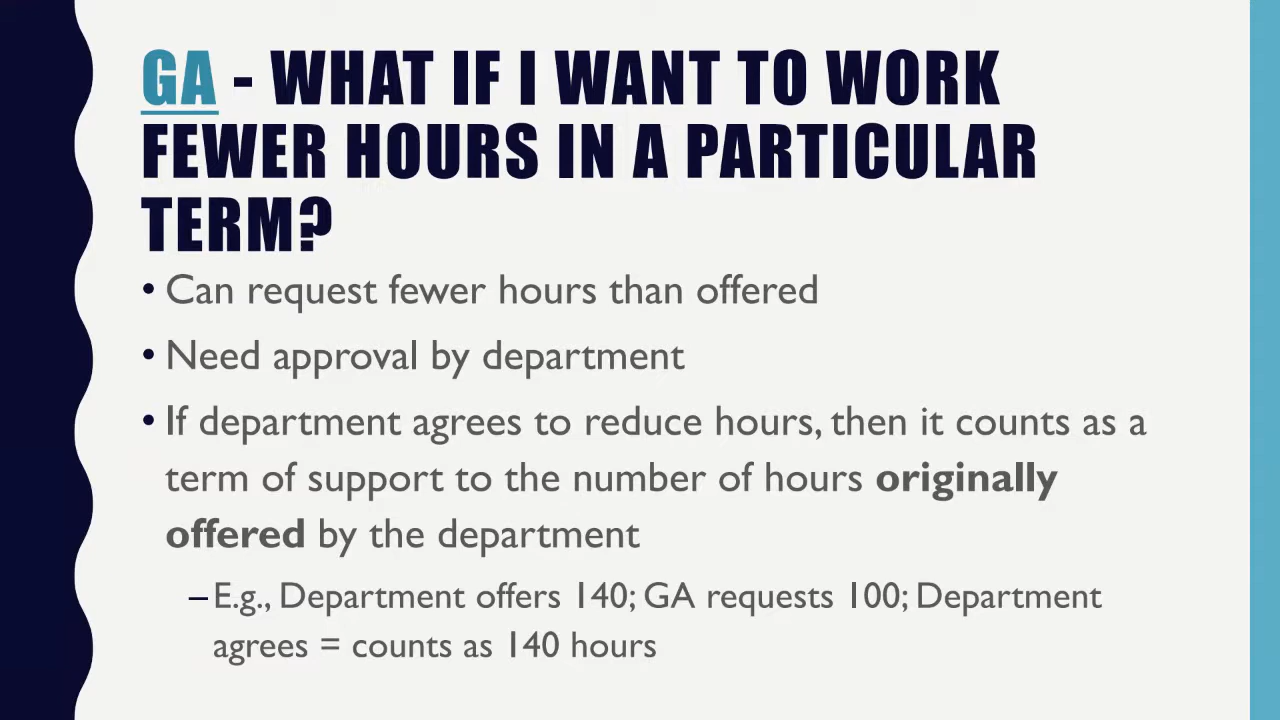 GA - WHAT IF I WANT TO WORK
FEWER HOURS IN A PARTICULAR
TERM?
• Can request fewer hours than offered
• Need approval by department
• If department agrees to reduce hours, then it counts as a
term of support to the number of hours originally
offered by the department
–E.g., Department offers 140; GA requests 100; Department
agrees = counts as 140 hours